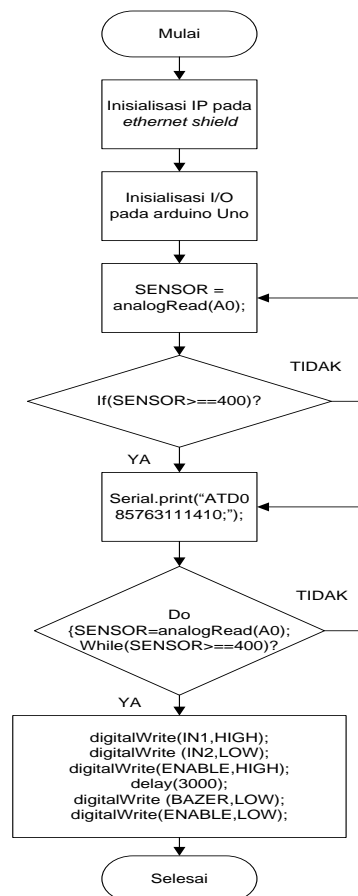 Mulai
Inisialisasi IP pada
ethernet shield
Inisialisasi I/O
pada arduino Uno
SENSOR =
analogRead(A0);
TIDAK
If(SENSOR>==400)?
YA
Serial.print(“ATD0
85763111410;”);
TIDAK
Do
{SENSOR=analogRead(A0);
While(SENSOR>==400)?
YA
digitalWrite(IN1,HIGH);
digitalWrite (IN2,LOW);
digitalWrite(ENABLE,HIGH);
delay(3000);
digitalWrite (BAZER,LOW);
digitalWrite(ENABLE,LOW);
Selesai